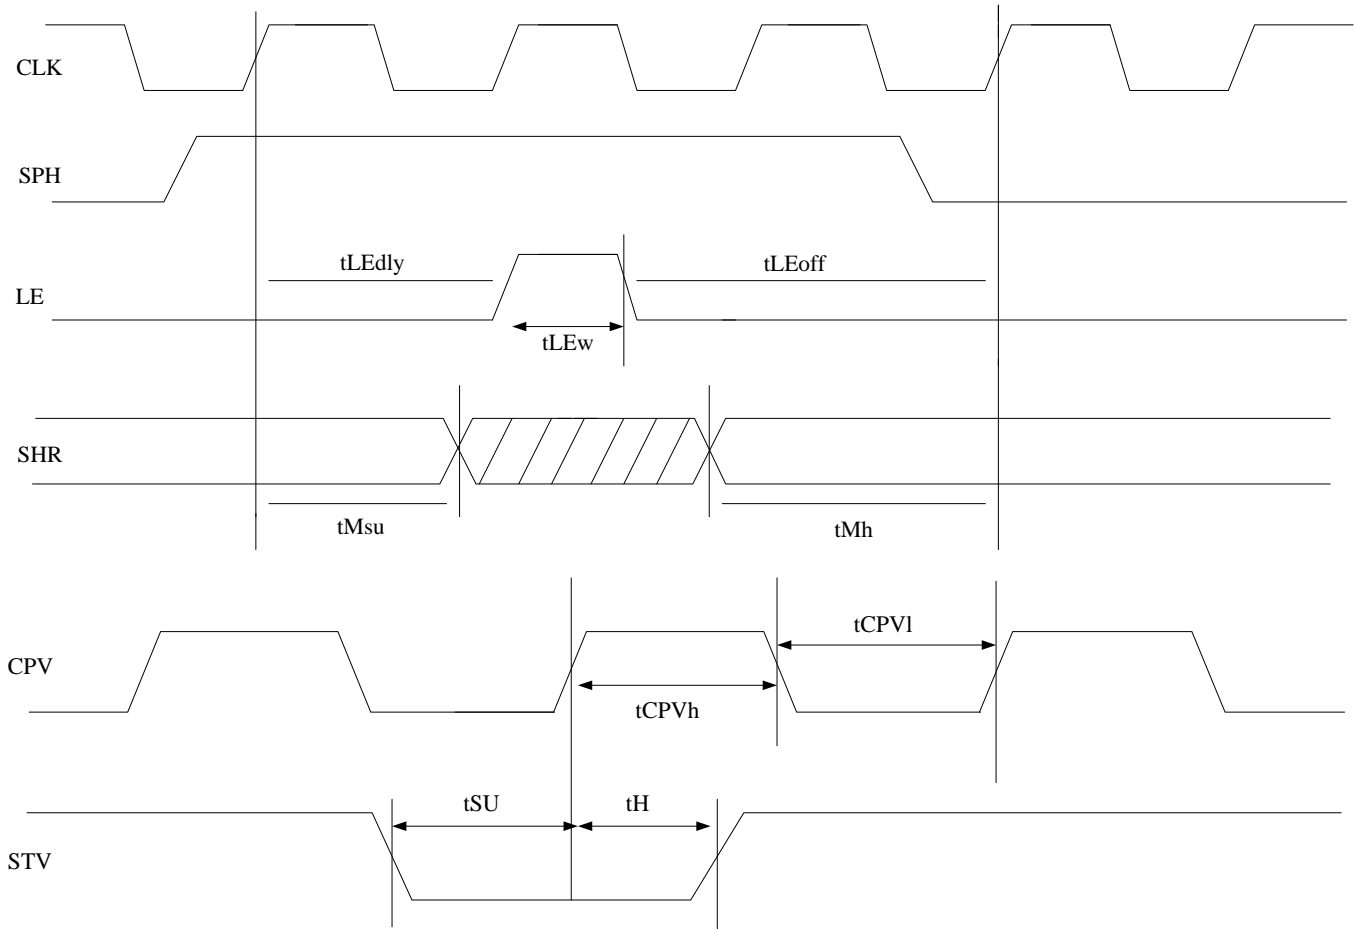 CLK
SPH
tLEdly
tLEoff
LE
tLEw
SHR
tMsu
tMh
tCPVl
CPV
tCPVh
tSU
tH
STV